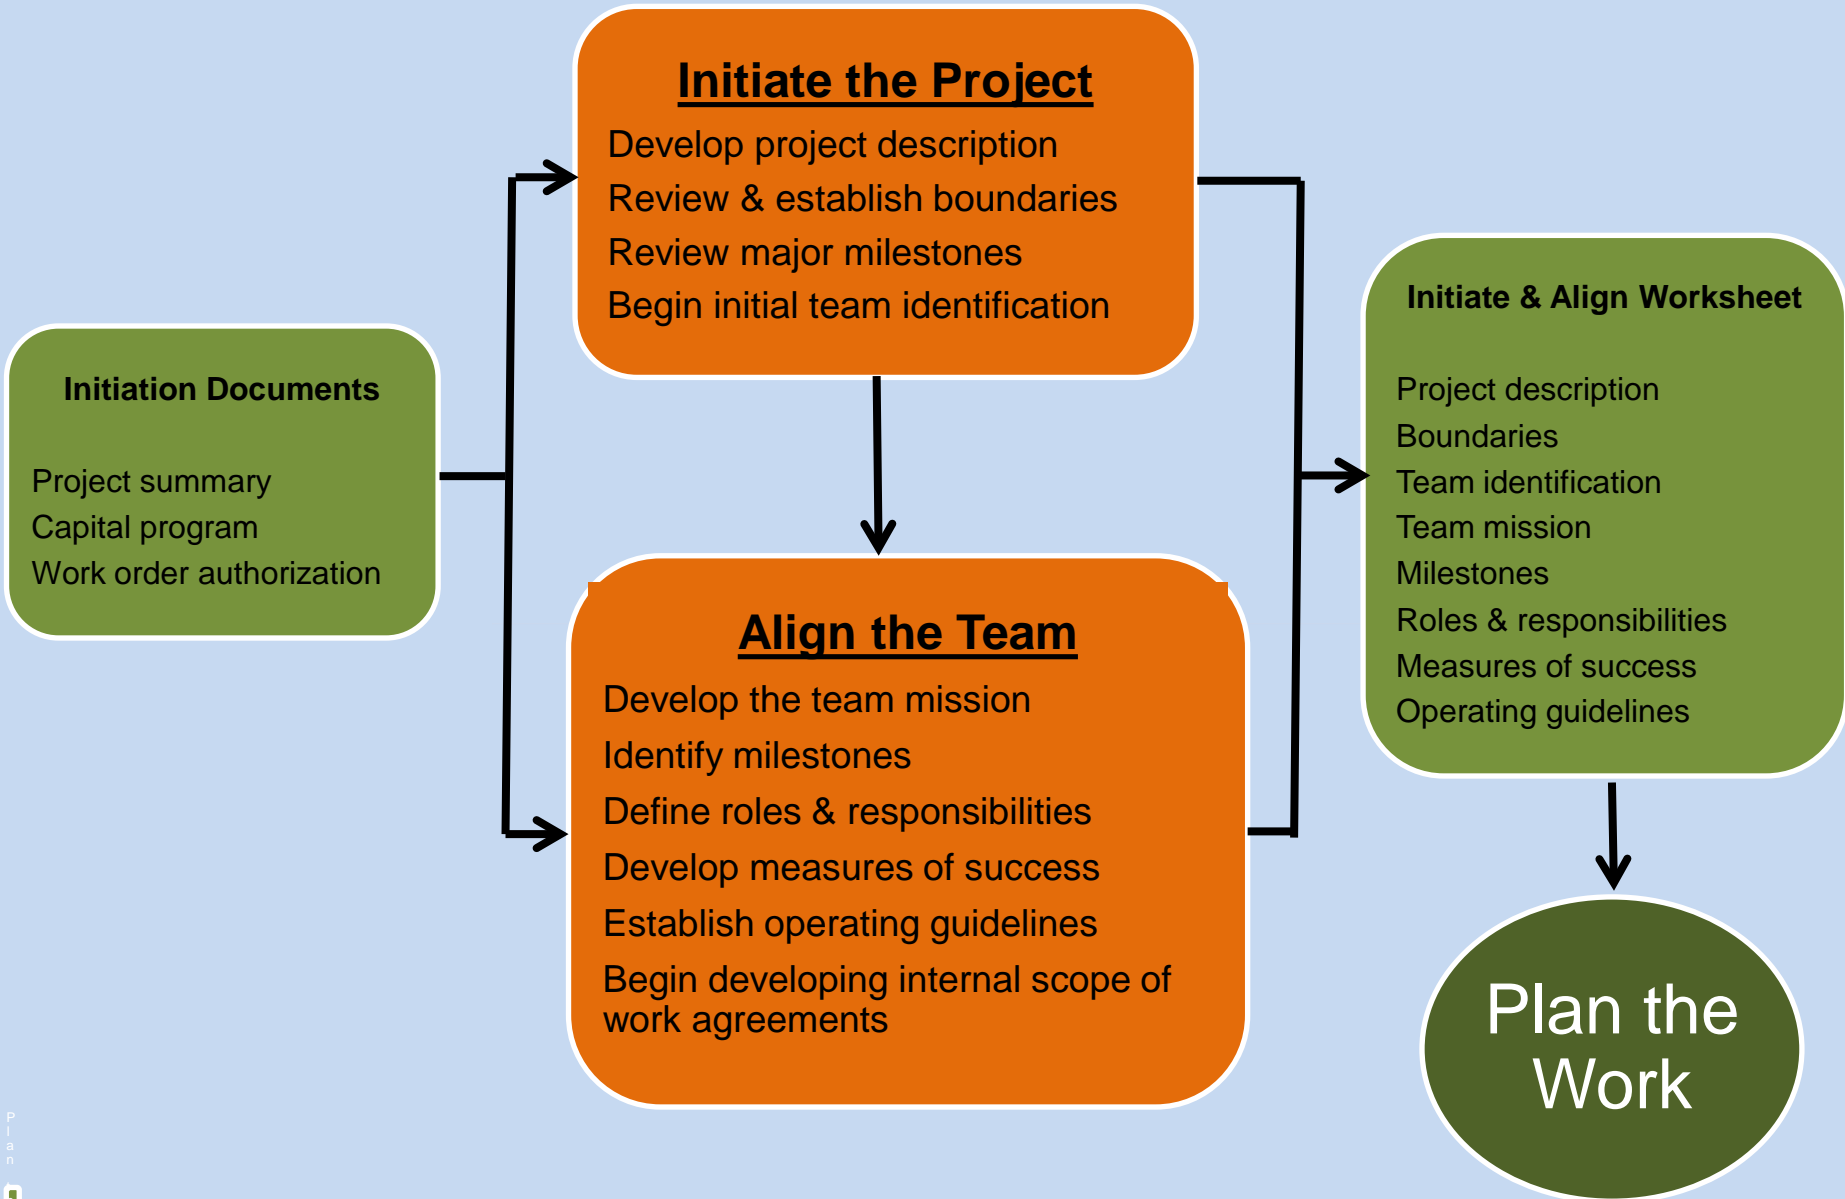 Initiate the Project
Develop project description
Review & establish boundaries
Review major milestones
Begin initial team identification
Initiation Documents
Project summary
Capital program
Work order authorization
Align the Team
Develop the team mission
Identify milestones
Define roles & responsibilities
Develop measures of success
Establish operating guidelines
Begin developing internal scope of
work agreements
Initiate & Align Worksheet
Project description
Boundaries
Team identification
Team mission
Milestones
Roles & responsibilities
Measures of success
Operating guidelines
Plan the
Work
Plan